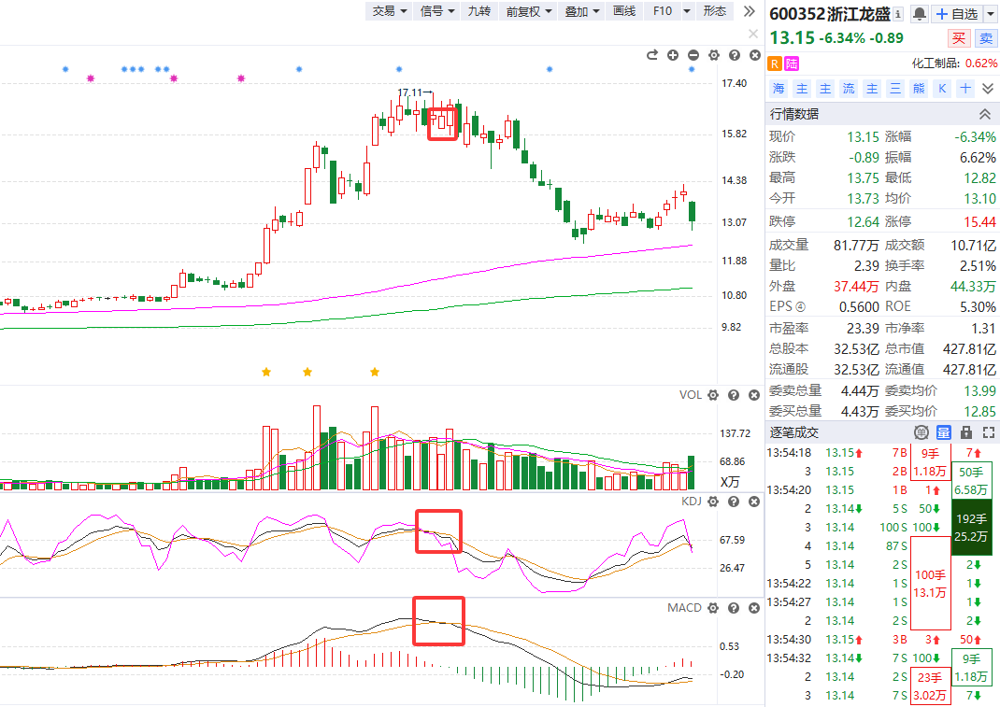 交易 信号 九转 前复权 叠加 画线 F10 形态
600352浙江龙盛 自选
13.15 -6.34% -0.89 买 卖
R 陆 化工制品: 0.62%
海 主 主 流 主 三 熊 K 十
行情数据
现价 13.15 涨幅 -6.34%
涨跌 -0.89 振幅 6.62%
最高 13.75 最低 12.82
今开 13.73 均价 13.10
跌停 12.64 涨停 15.44
成交量 81.77万 成交额 10.71亿
量比 2.39 换手率 2.51%
外盘 37.44万 内盘 44.33万
EPS④ 0.5600 ROE 5.30%
市盈率 23.39 市净率 1.31
总股本 32.53亿 总市值 427.81亿
流通股 32.53亿 流通值 427.81亿
委卖总量 4.44万 委卖均价 13.99
委买总量 4.43万 委买均价 12.85
逐笔成交 单 量
13:54:18 13.15 7B
3 13.15 2B
13:54:20 13.15 1B
2 13.14 5S
3 13.14 100S
4 13.14 87S
5 13.14 2S
13:54:22 13.14 1S
13:54:27 13.14 1S
2 13.14 2S
13:54:30 13.15 3B
13:54:32 13.14 7S
2 13.14 2S
3 13.14 7S
9手
1.18万
1
50
100
100手
13.1万
3
100
23手
3.02万
7
50手
6.58万
192手
25.2万
2
1
1
2
50
9手
1.18万
7
17.11
17.40
15.82
14.38
13.07
11.88
10.80
9.82
VOL
137.72
68.86
X万
KDJ
67.59
26.47
MACD
0.53
-0.20